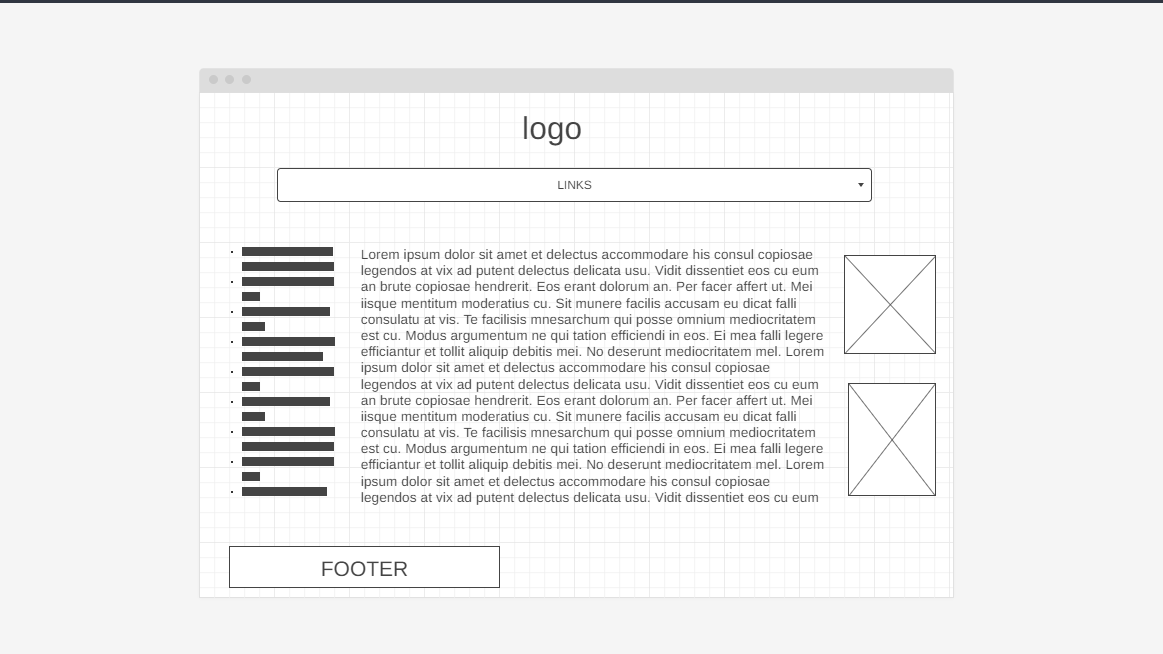 logo
LINKS
Lorem ipsum dolor sit amet et delectus accommodare his consul copiosae
legendos at vix ad putent delectus delicata usu. Vidit dissentiet eos cu eum
an brute copiosae hendrerit. Eos erant dolorum an. Per facer affert ut. Mei
iisque mentitum moderatius cu. Sit munere facilis accusam eu dicat falli
consulatu at vis. Te facilisis mnesarchum qui posse omnium mediocritatem
est cu. Modus argumentum ne qui tation efficiendi in eos. Ei mea falli legere
efficiantur et tollit aliquip debitis mei. No deserunt mediocritatem mel. Lorem
ipsum dolor sit amet et delectus accommodare his consul copiosae
legendos at vix ad putent delectus delicata usu. Vidit dissentiet eos cu eum
an brute copiosae hendrerit. Eos erant dolorum an. Per facer affert ut. Mei
iisque mentitum moderatius cu. Sit munere facilis accusam eu dicat falli
consulatu at vis. Te facilisis mnesarchum qui posse omnium mediocritatem
est cu. Modus argumentum ne qui tation efficiendi in eos. Ei mea falli legere
efficiantur et tollit aliquip debitis mei. No deserunt mediocritatem mel. Lorem
ipsum dolor sit amet et delectus accommodare his consul copiosae
legendos at vix ad putent delectus delicata usu. Vidit dissentiet eos cu eum
FOOTER